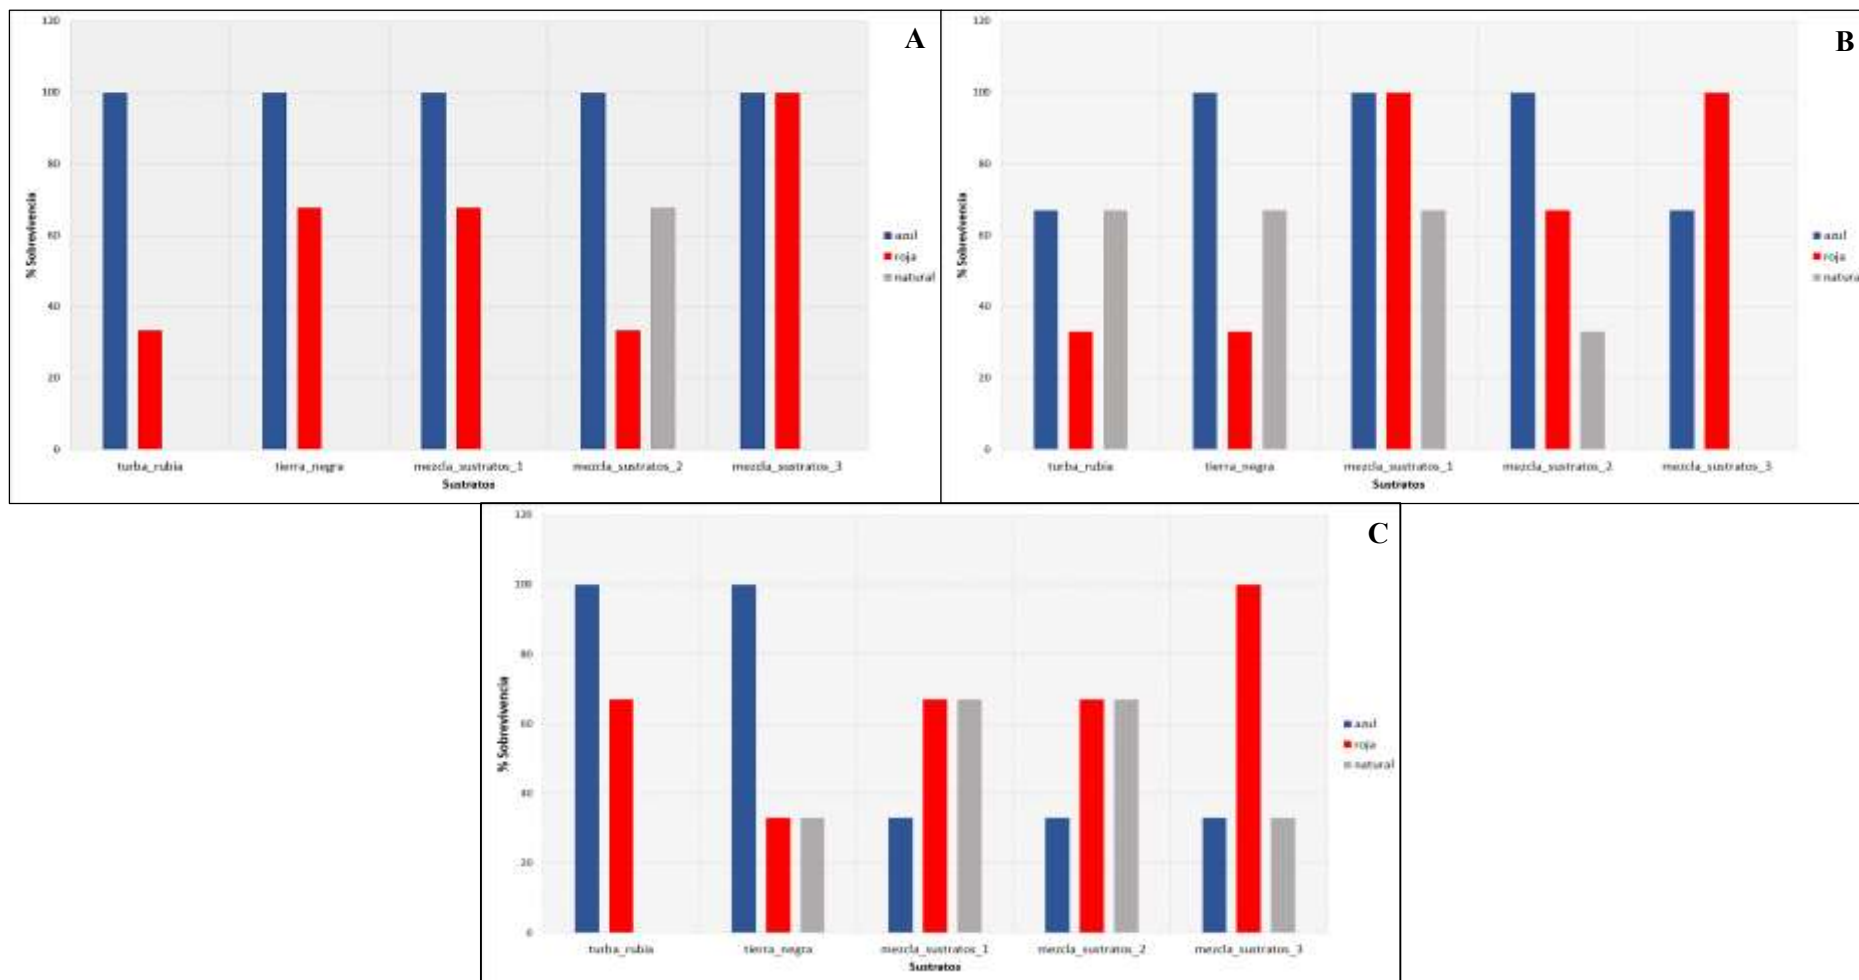 A
120
100
80
60
40
20
0
% Sobrevivencia
turba_rubia tierra_negra mezcla_sustratos_1 mezcla_sustratos_2 mezcla_sustratos_3
Sustratos
azul
roja
natural
B
120
100
80
60
40
20
0
% Sobrevivencia
turba_rubia tierra_negra mezcla_sustratos_1 mezcla_sustratos_2 mezcla_sustratos_3
Sustratos
azul
roja
natura
C
120
100
80
60
40
20
0
% Sobrevivencia
turba_rubia tierra_negra mezcla_sustratos_1 mezcla_sustratos_2 mezcla_sustratos_3
Sustratos
azul
roja
natural